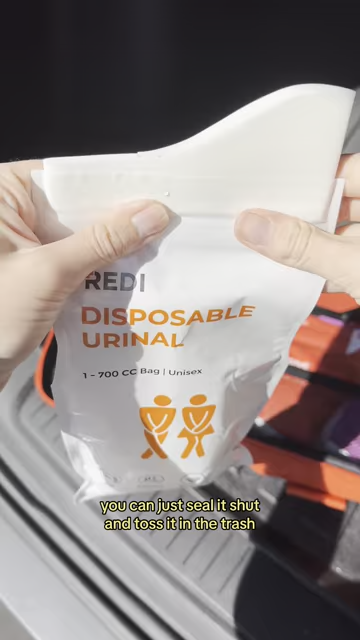 REDI
DISPOSABLE
URINAL
1 - 700 CC Bag | Unisex
you can just seal it shut
and toss it in the trash